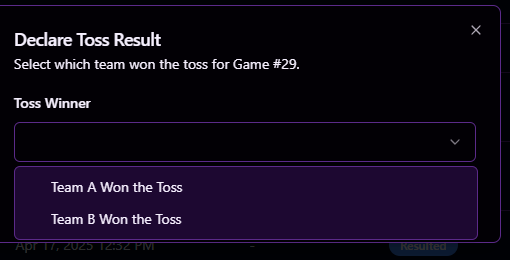 Declare Toss Result
Select which team won the toss for Game #29.
Toss Winner
Team A Won the Toss
Team B Won the Toss
Apr 17, 2025 12:32 PM - Resulted